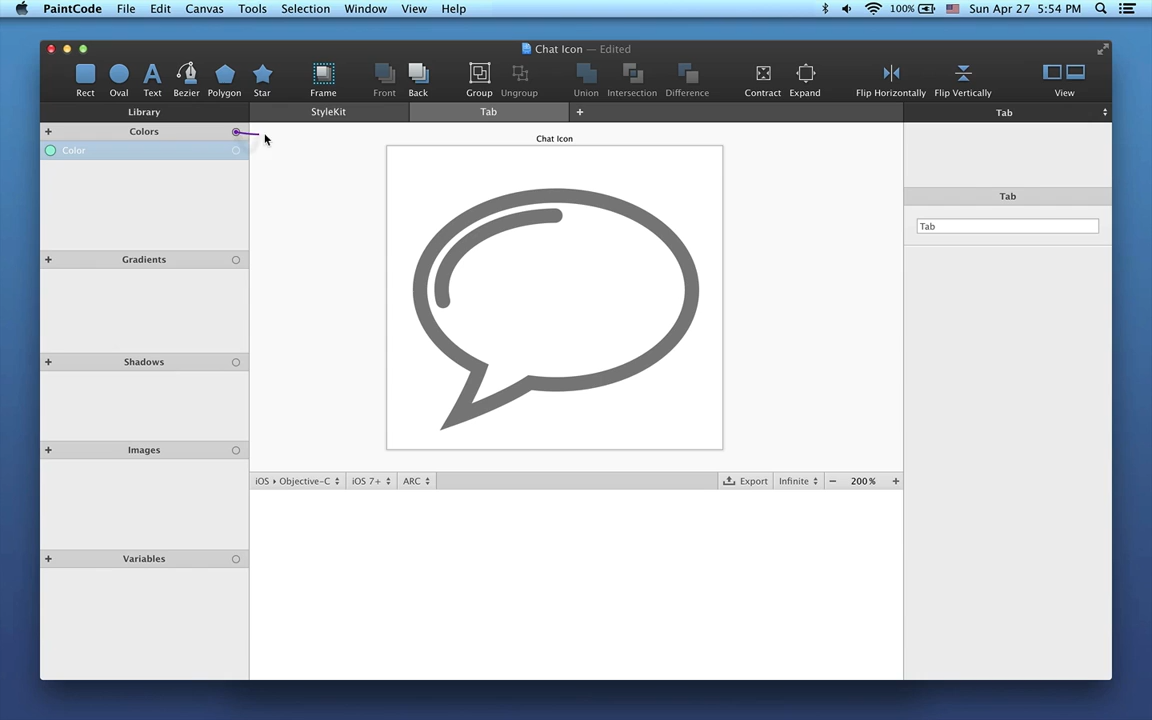 PaintCode File Edit Canvas Tools Selection Window View Help 100% Sun Apr 27 5:54 PM
Chat Icon — Edited
Rect Oval Text Bezier Polygon Star Frame Front Back Group Ungroup Union Intersection Difference Contract Expand Flip Horizontally Flip Vertically View
Library StyleKit Tab + Tab
+ Colors
Color
Chat Icon
Tab
Tab
+ Gradients
+ Shadows
+ Images
iOS ▸ Objective-C iOS 7+ ARC Export Infinite − 200% +
+ Variables